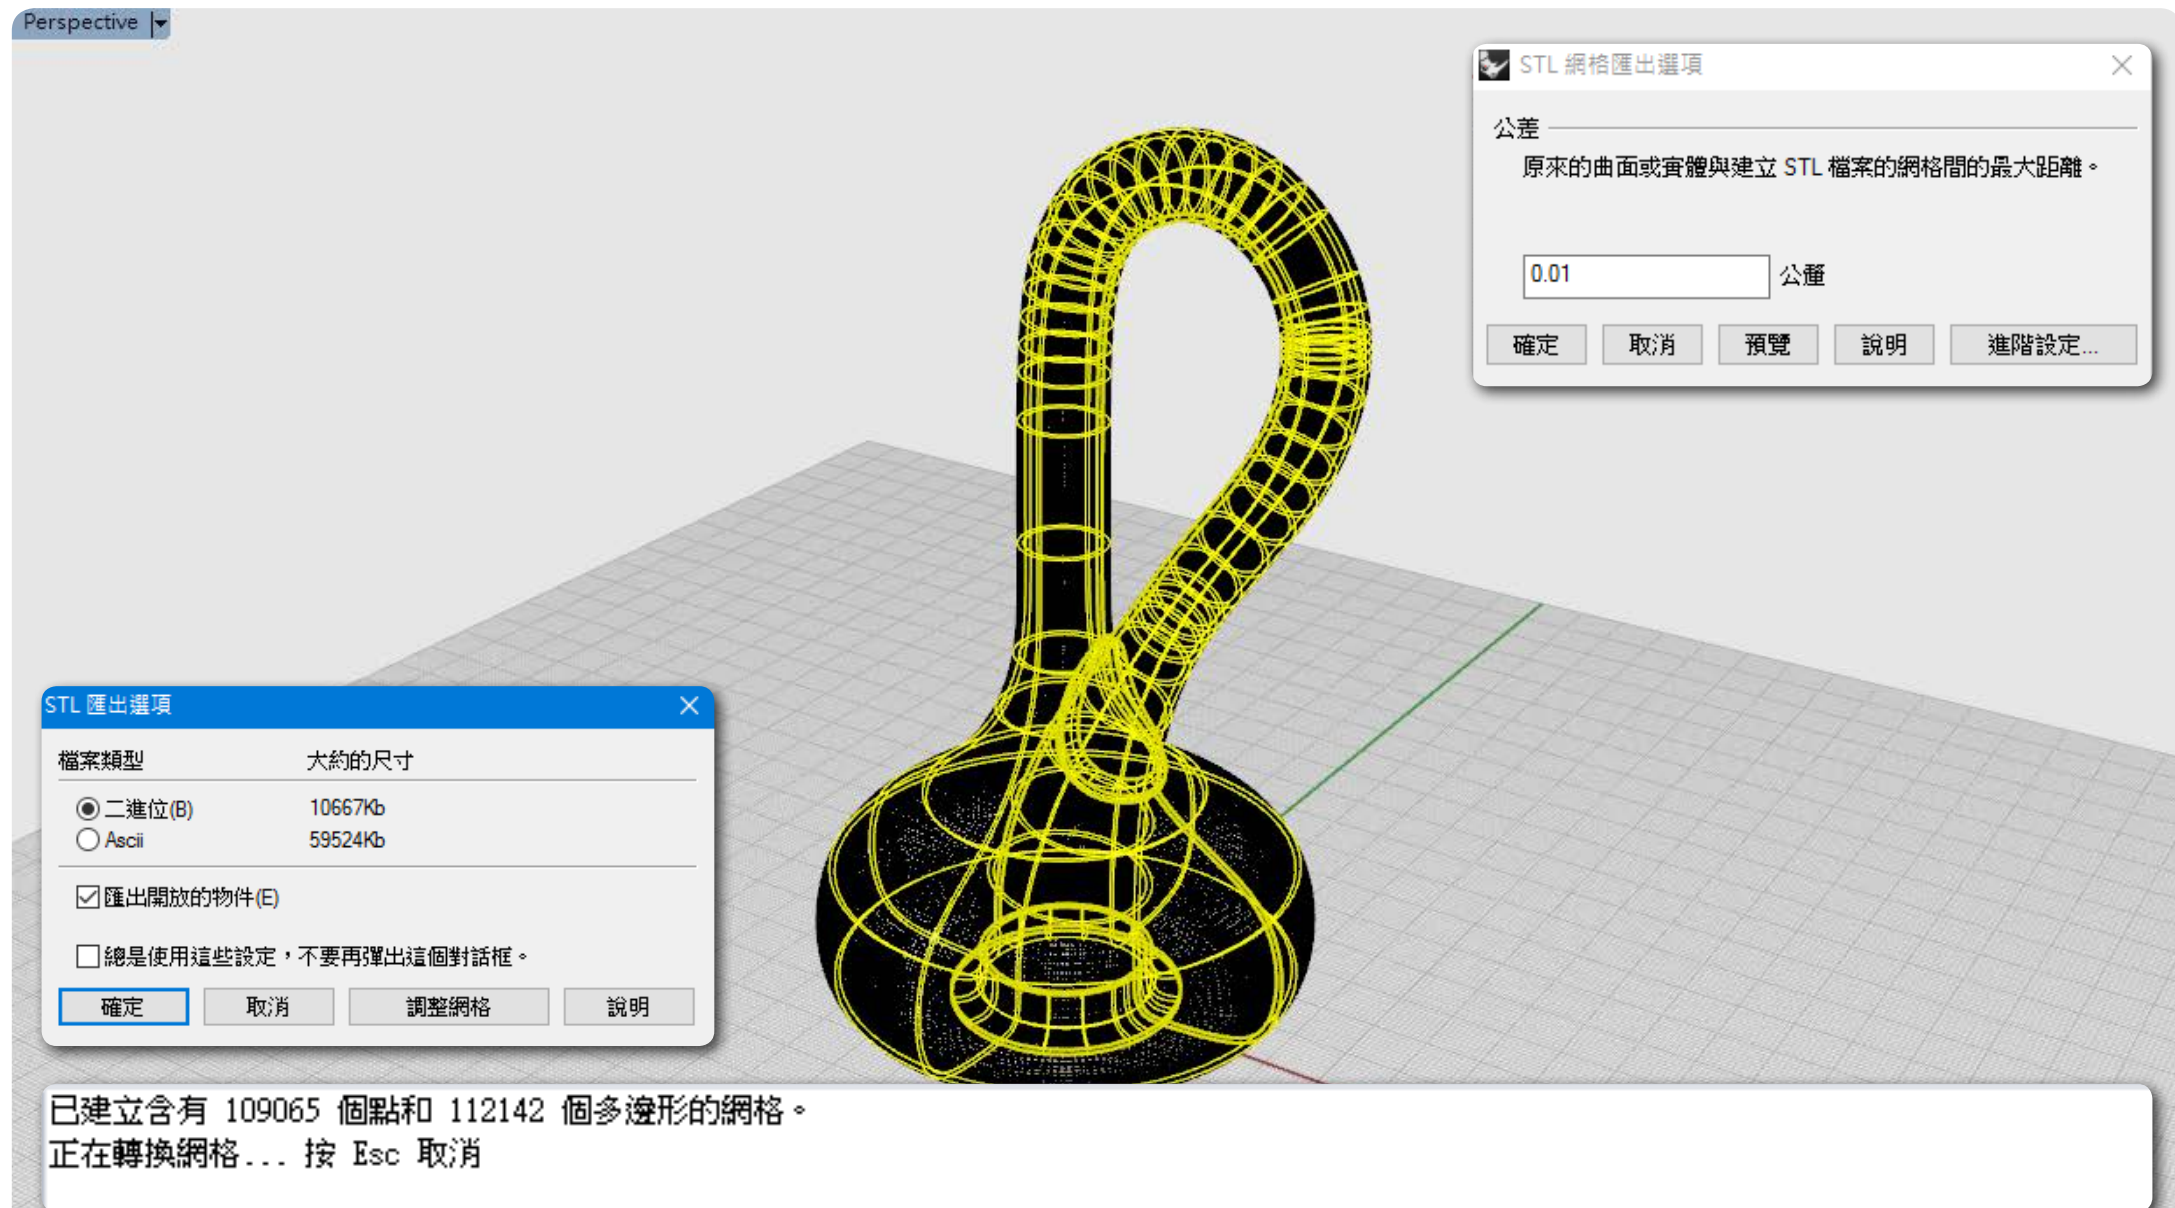 Perspective
STL 網格匯出選項
公差
原來的曲面或實體與建立 STL 檔案的網格間的最大距離。
0.01 公釐
確定 取消 預覽 說明 進階設定...
STL 匯出選項
檔案類型 大約的尺寸
二進位(B) 10667Kb
Ascii 59524Kb
匯出開放的物件(E)
總是使用這些設定，不要再彈出這個對話框。
確定 取消 調整網格 說明
已建立含有 109065 個點和 112142 個多邊形的網格。
正在轉換網格... 按 Esc 取消